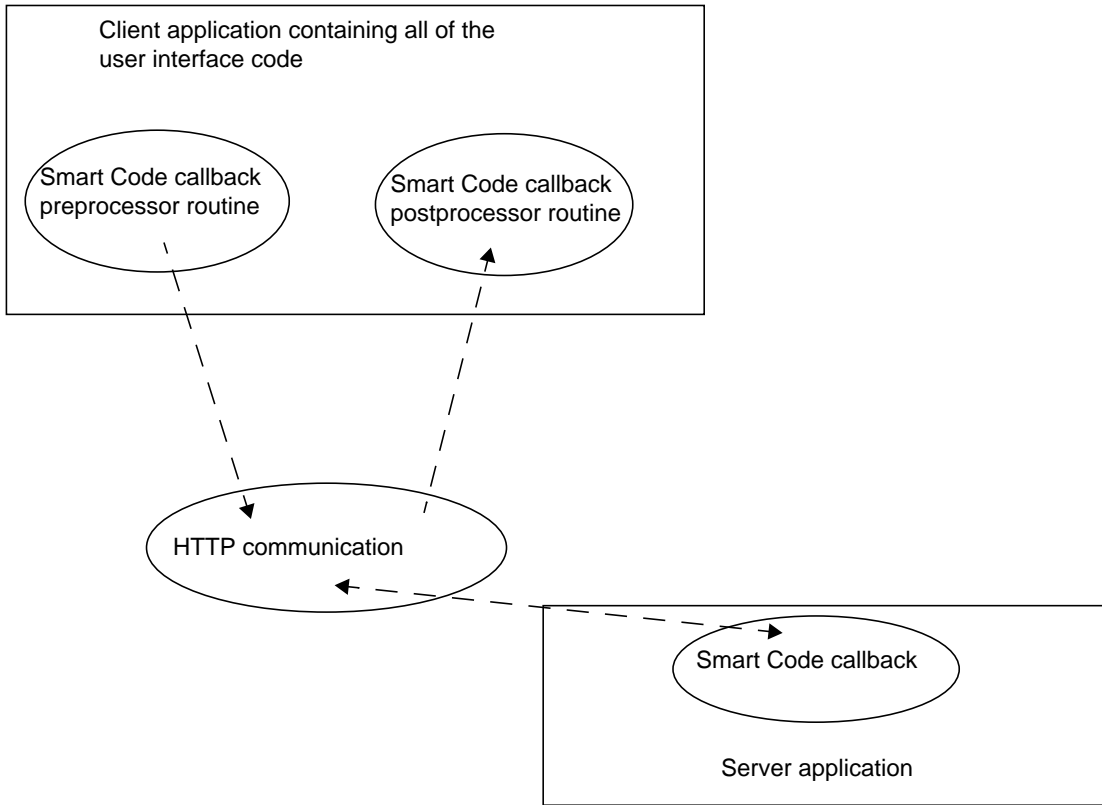 Client application containing all of the
user interface code
Smart Code callback
preprocessor routine
Smart Code callback
postprocessor routine
HTTP communication
Smart Code callback
Server application